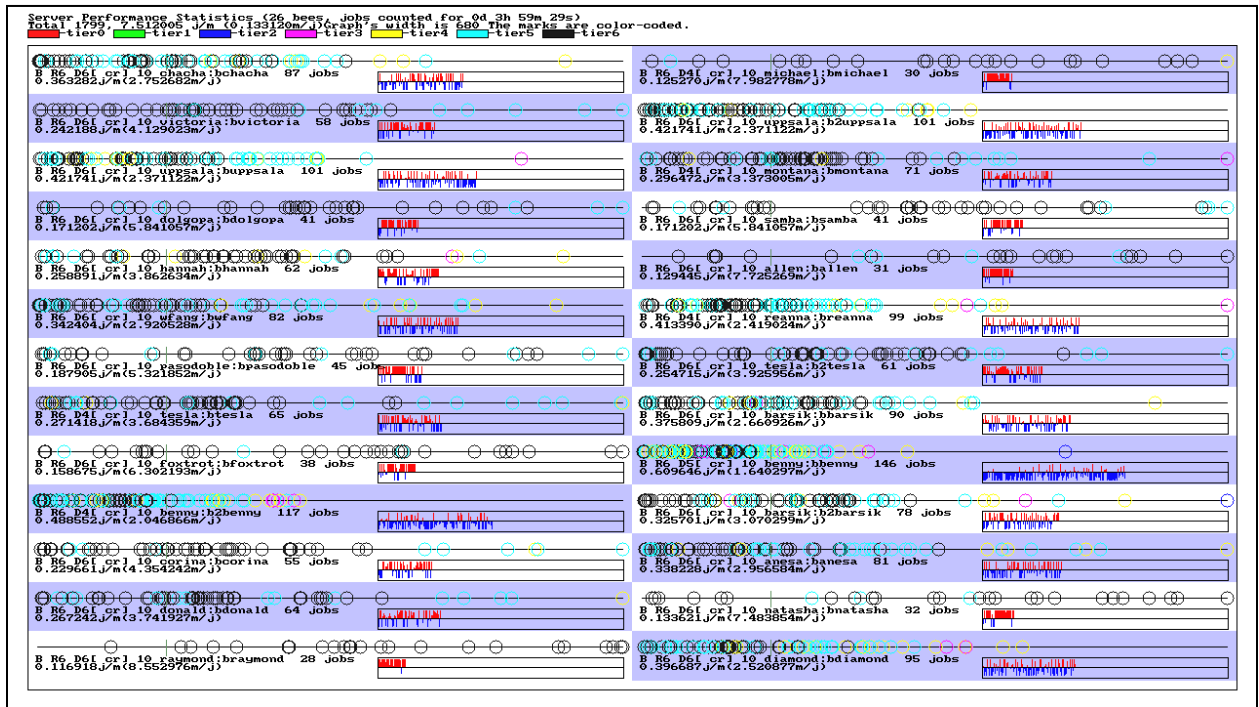 Server Performance Statistics (26 bees, jobs counted for 0d 3h 59m 29s)
Total 1799, 7.512005 j/m (0.133120m/j)Graph's width is 680 The marks are color-coded.
-tier0 -tier1 -tier2 -tier3 -tier4 -tier5 -tier6
B R6 D6[ cr] 10 chacha:bchacha 87 jobs
0.363282j/m(2.752682m/j)
B R6 D4[ cr] 10 michael:bmichael 30 jobs
0.125270j/m(7.982778m/j)
B R6 D6[ cr] 10 victoria:bvictoria 58 jobs
0.242188j/m(4.129023m/j)
B R6 D6[ cr] 10 uppsala:b2uppsala 101 jobs
0.421741j/m(2.371122m/j)
B R6 D6[ cr] 10 uppsala:buppsala 101 jobs
0.421741j/m(2.371122m/j)
B R6 D6[ cr] 10 montana:bmontana 71 jobs
0.296472j/m(3.373005m/j)
B R6 D6[ cr] 10 dolgopa:bdolgopa 41 jobs
0.171202j/m(5.841057m/j)
B R6 D6[ cr] 10 samba:bsamba 41 jobs
0.171202j/m(5.841057m/j)
B R6 D6[ cr] 10 hannah:bhannah 62 jobs
0.258891j/m(3.862634m/j)
B R6 D6[ cr] 10 allen:ballen 31 jobs
0.129445j/m(7.725269m/j)
B R6 D6[ cr] 10 wfang:bwfang 82 jobs
0.342404j/m(2.920528m/j)
B R6 D4[ cr] 10 reanna:breanna 99 jobs
0.413390j/m(2.419024m/j)
B R6 D6[ cr] 10 pasodoble:bpasodoble 45 jobs
0.187905j/m(5.321852m/j)
B R6 D6[ cr] 10 tesla:b2tesla 61 jobs
0.254715j/m(3.925956m/j)
B R6 D4[ cr] 10 tesla:btesla 65 jobs
0.271418j/m(3.684359m/j)
B R6 D6[ cr] 10 barsik:bbarsik 90 jobs
0.375809j/m(2.660926m/j)
B R6 D6[ cr] 10 foxtrot:bfoxtrot 38 jobs
0.158675j/m(6.302193m/j)
B R6 D5[ cr] 10 benny:bbenny 146 jobs
0.609646j/m(1.640297m/j)
B R6 D4[ cr] 10 benny:b2benny 117 jobs
0.488552j/m(2.046866m/j)
B R6 D6[ cr] 10 barsik:b2barsik 78 jobs
0.325701j/m(3.070299m/j)
B R6 D6[ cr] 10 corina:bcorina 55 jobs
0.229661j/m(4.354242m/j)
B R6 D6[ cr] 10 anesa:banesa 81 jobs
0.338228j/m(2.956584m/j)
B R6 D6[ cr] 10 donald:bdonald 64 jobs
0.267242j/m(3.741927m/j)
B R6 D6[ cr] 10 natasha:bnatasha 32 jobs
0.133621j/m(7.483854m/j)
B R6 D6[ cr] 10 raymond:braymond 28 jobs
0.116918j/m(8.552976m/j)
B R6 D6[ cr] 10 diamond:bdiamond 95 jobs
0.396687j/m(2.520877m/j)